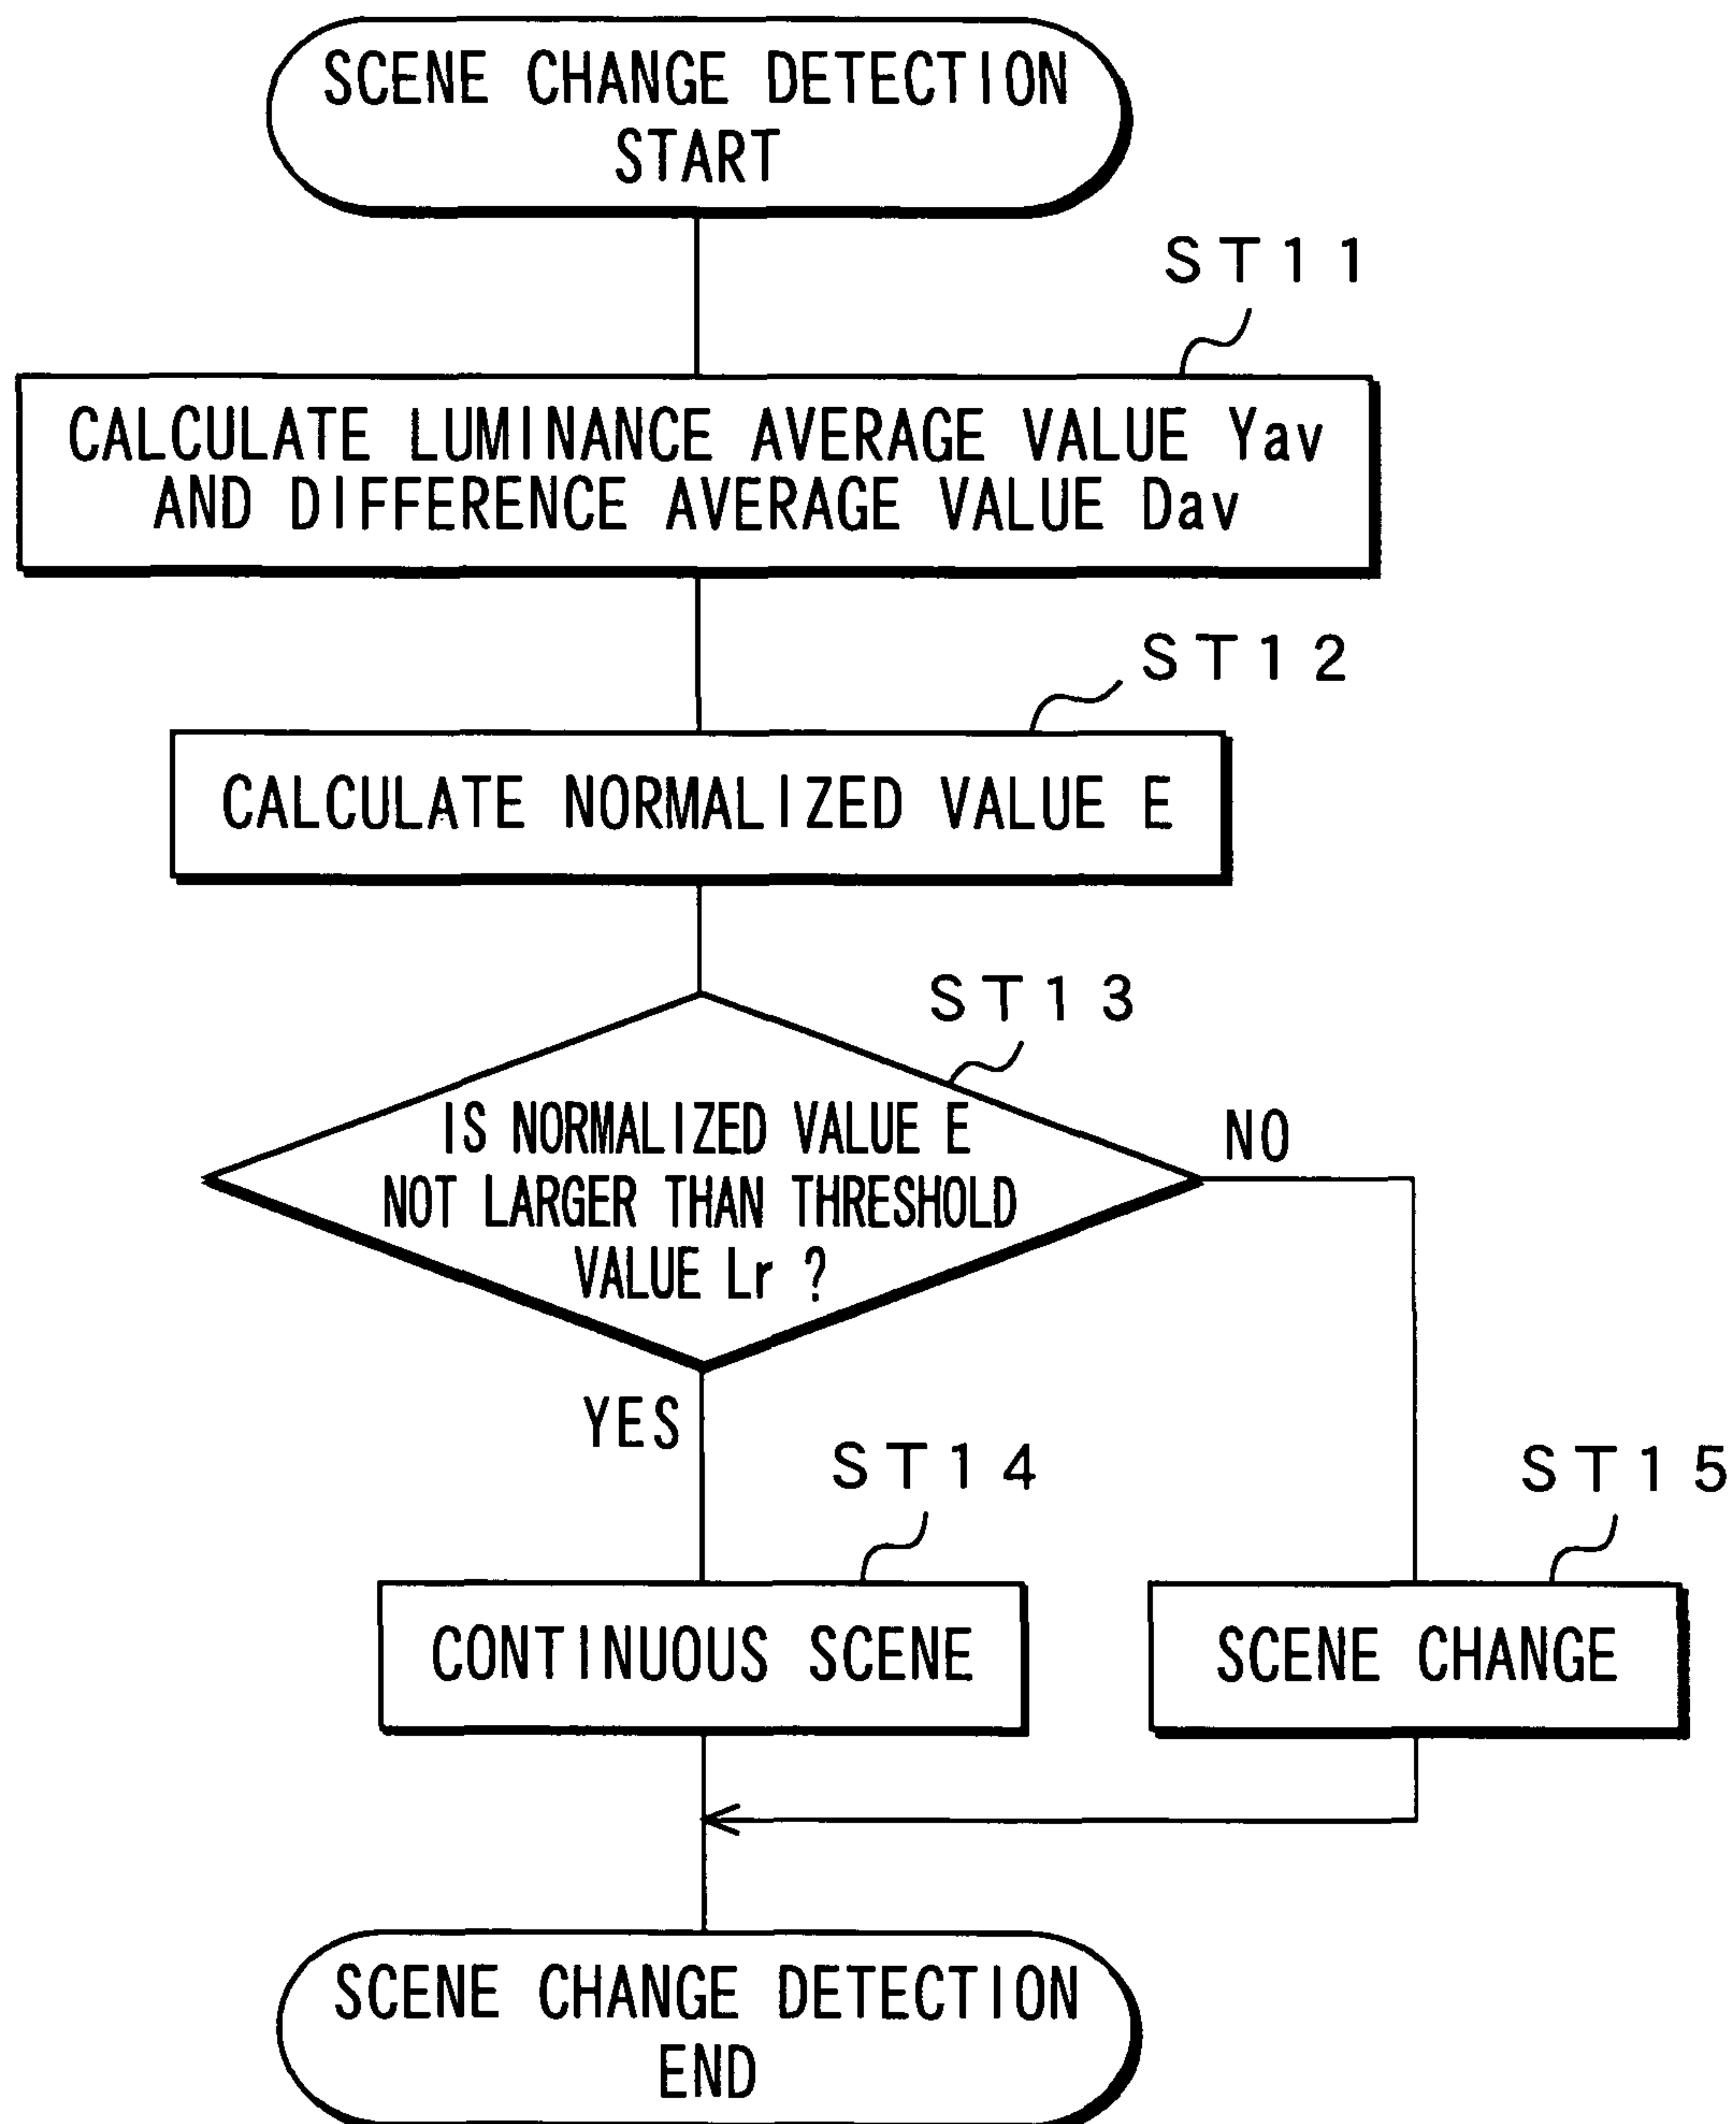 SCENE CHANGE DETECTION
START
ST11
CALCULATE LUMINANCE AVERAGE VALUE Yav
AND DIFFERENCE AVERAGE VALUE Dav
ST12
CALCULATE NORMALIZED VALUE E
ST13
IS NORMALIZED VALUE E
NOT LARGER THAN THRESHOLD
VALUE Lr ?
NO
YES
ST14
ST15
CONTINUOUS SCENE
SCENE CHANGE
SCENE CHANGE DETECTION
END